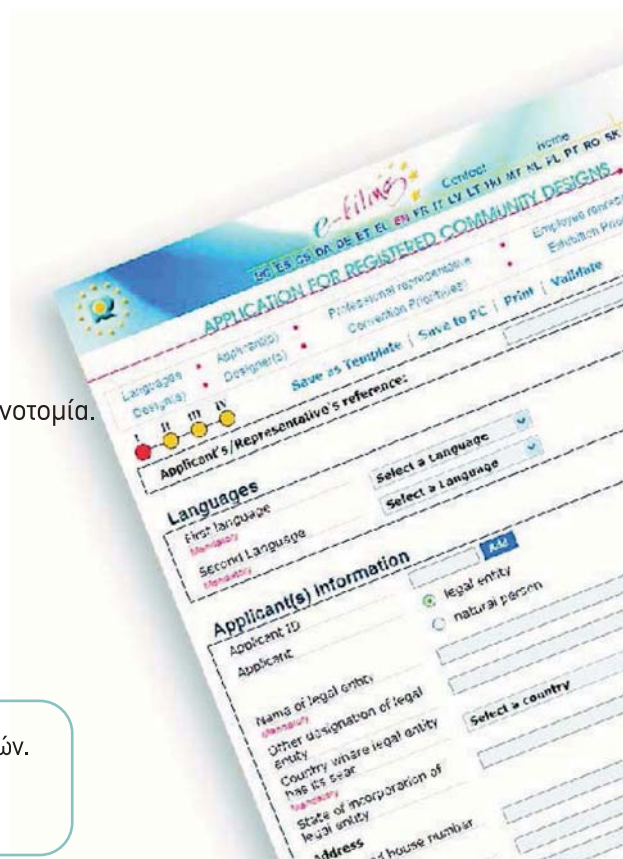 e-filing
Contact
Home
BG ES CS DA DE ET EL EN FR IT LV LT HU MT NL PL PT RO SK
APPLICATION FOR REGISTERED COMMUNITY DESIGNS
Languages • Applicant(s) • Professional representative • Employee
Design(s) • Designer(s) • Convention Priorities • Exhibition
Save as Template | Save to PC | Print | Validate
I II III IV
Applicant's/Representative's reference:
νοτομία.
Languages
First language Select a Language
Mandatory
Second Language Select a Language
Mandatory
Applicant(s) Information
Applicant ID Add
Applicant legal entity
natural person
Name of legal entity
Mandatory
Other designation of legal
entity
Country where legal entity Select a country
has its seat
Mandatory
State of incorporation of
legal entity
Address
house number
ών.